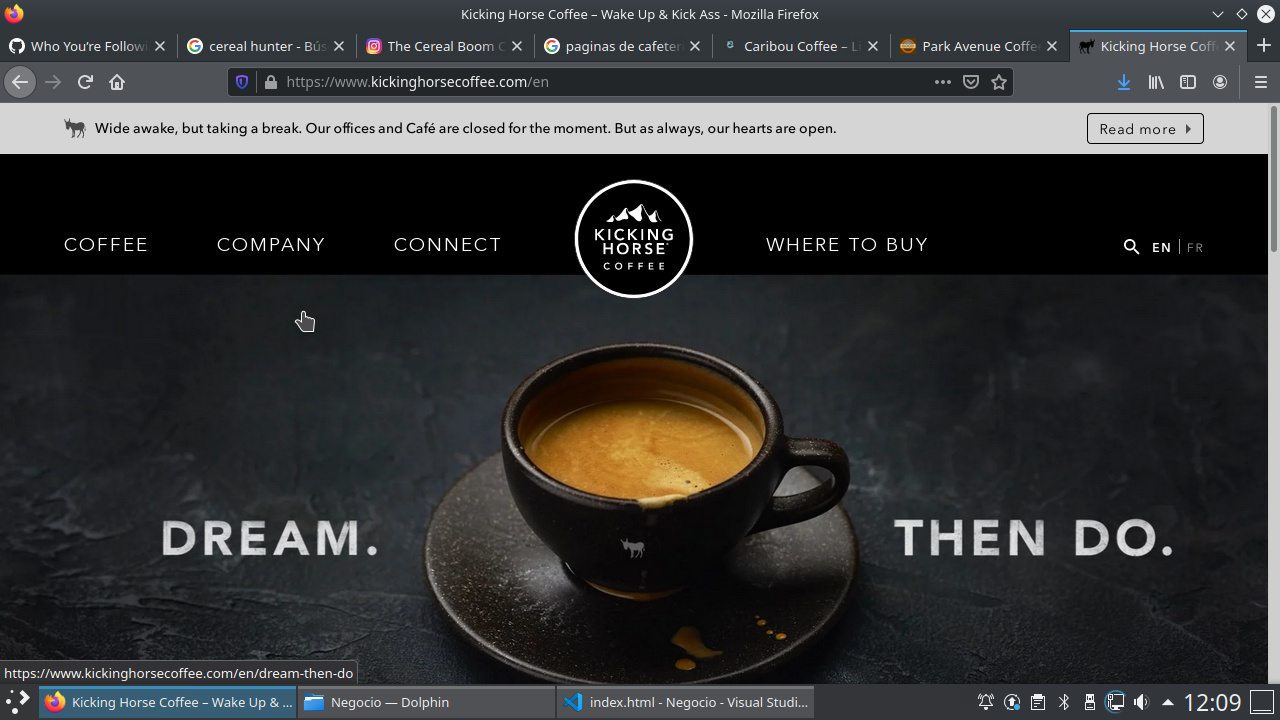 Kicking Horse Coffee – Wake Up & Kick Ass - Mozilla Firefox
Who You're Follow
cereal hunter - Bús
The Cereal Boom C
paginas de cafeter
Caribou Coffee – L
Park Avenue Coffe
Kicking Horse Coff
https://www.kickinghorsecoffee.com/en
Wide awake, but taking a break. Our offices and Café are closed for the moment. But as always, our hearts are open.
Read more
COFFEE
COMPANY
CONNECT
KICKING
HORSE
COFFEE
WHERE TO BUY
EN | FR
DREAM.
THEN DO.
https://www.kickinghorsecoffee.com/en/dream-then-do
Kicking Horse Coffee – Wake Up & ...
Negocio — Dolphin
index.html - Negocio - Visual Studi...
12:09